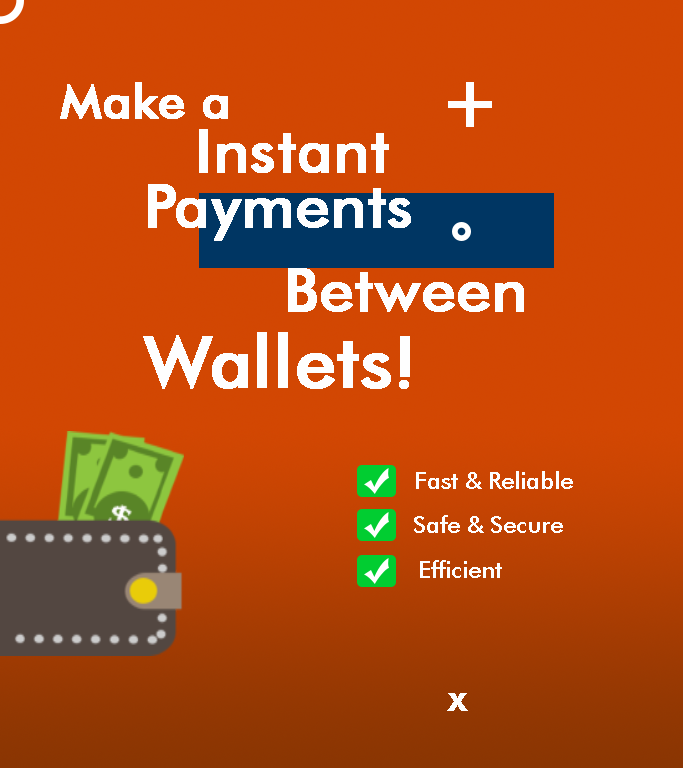 Make a
Instant
Payments
Between
Wallets!
$
Fast & Reliable
Safe & Secure
Efficient
x